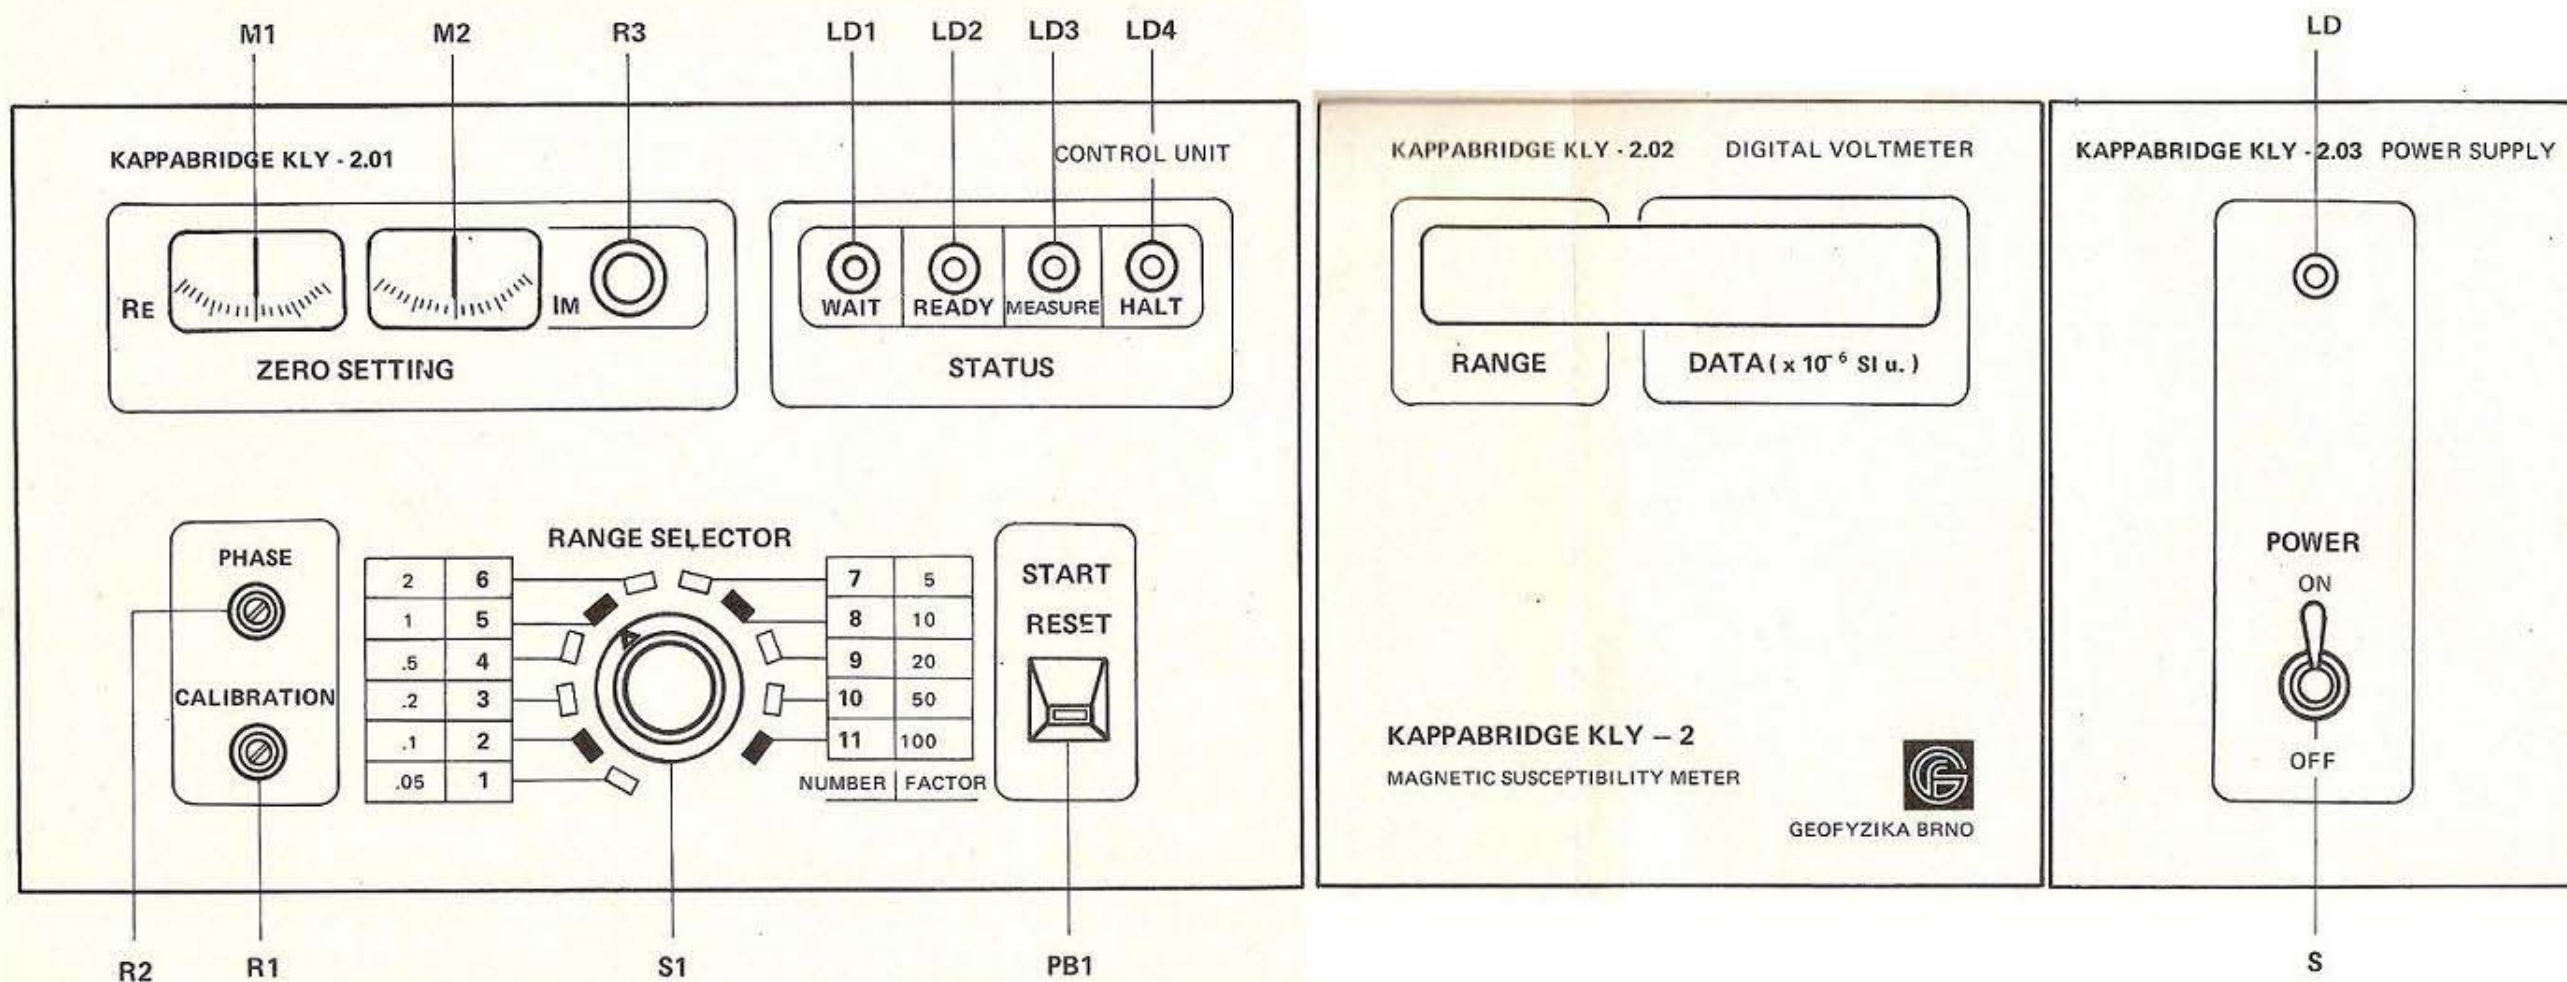 M1 M2 R3 LD1 LD2 LD3 LD4 LD
KAPPABRIDGE KLY - 2.01 CONTROL UNIT
RE IM
ZERO SETTING
WAIT READY MEASURE HALT
STATUS
PHASE
CALIBRATION
RANGE SELECTOR
2 6 7 5
1 5 8 10
.5 4 9 20
.2 3 10 50
.1 2 11 100
.05 1 NUMBER FACTOR
START
RESET
KAPPABRIDGE KLY - 2.02 DIGITAL VOLTMETER
RANGE DATA ( x 10⁻⁶ SI u. )
KAPPABRIDGE KLY – 2
MAGNETIC SUSCEPTIBILITY METER
GEOFYZIKA BRNO
KAPPABRIDGE KLY - 2.03 POWER SUPPLY
POWER
ON
OFF
R2 R1 S1 PB1 S